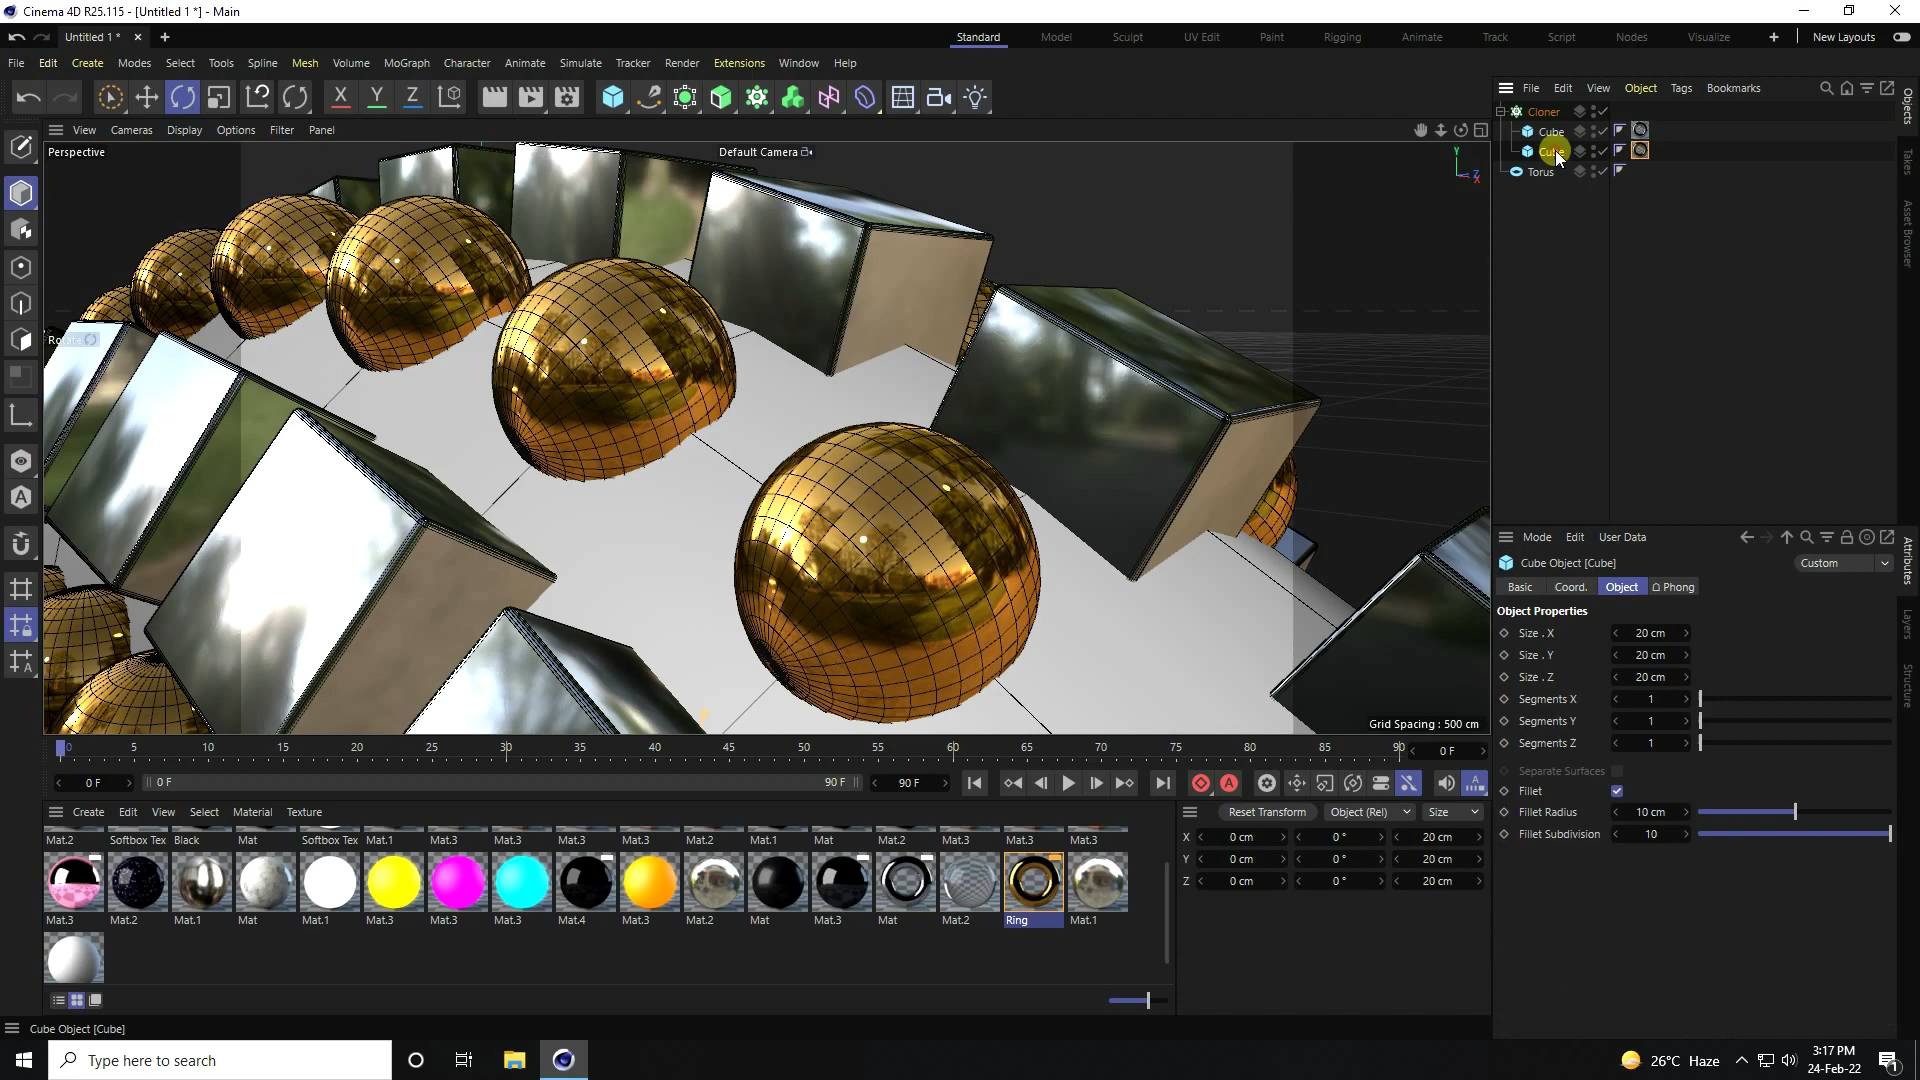 Cinema 4D R25.115 - [Untitled 1 *] - Main
Untitled 1 *
Standard Model Sculpt UV Edit Paint Rigging Animate Track Script Nodes Visualize New Layouts
File Edit Create Modes Select Tools Spline Mesh Volume MoGraph Character Animate Simulate Tracker Render Extensions Window Help
X Y Z
File Edit View Object Tags Bookmarks
Cloner
Cube
Cube
Torus
Objects
Takes
Asset Browser
View Cameras Display Options Filter Panel
Perspective
Default Camera
Y
Z
X
Rotate
Grid Spacing : 500 cm
0 5 10 15 20 25 30 35 40 45 50 55 60 65 70 75 80 85 90 0 F
0 F 0 F 90 F 90 F
Mode Edit User Data
Cube Object [Cube]
Custom
Basic Coord. Object Phong
Object Properties
Size . X 20 cm
Size . Y 20 cm
Size . Z 20 cm
Segments X 1
Segments Y 1
Segments Z 1
Separate Surfaces
Fillet
Fillet Radius 10 cm
Fillet Subdivision 10
Attributes
Layers
Structure
Create Edit View Select Material Texture
Mat.2 Softbox Tex Black Mat Softbox Tex Mat.1 Mat.3 Mat.3 Mat.3 Mat.3 Mat.2 Mat.1 Mat Mat.2 Mat.3 Mat.3 Mat.3
Mat.3 Mat.2 Mat.1 Mat Mat.1 Mat.3 Mat.3 Mat.3 Mat.4 Mat.3 Mat.2 Mat Mat.3 Mat Mat.2 Ring Mat.1
Reset Transform Object (Rel) Size
X 0 cm 0 ° 20 cm
Y 0 cm 0 ° 20 cm
Z 0 cm 0 ° 20 cm
Cube Object [Cube]
Type here to search
26°C Haze
3:17 PM
24-Feb-22
1